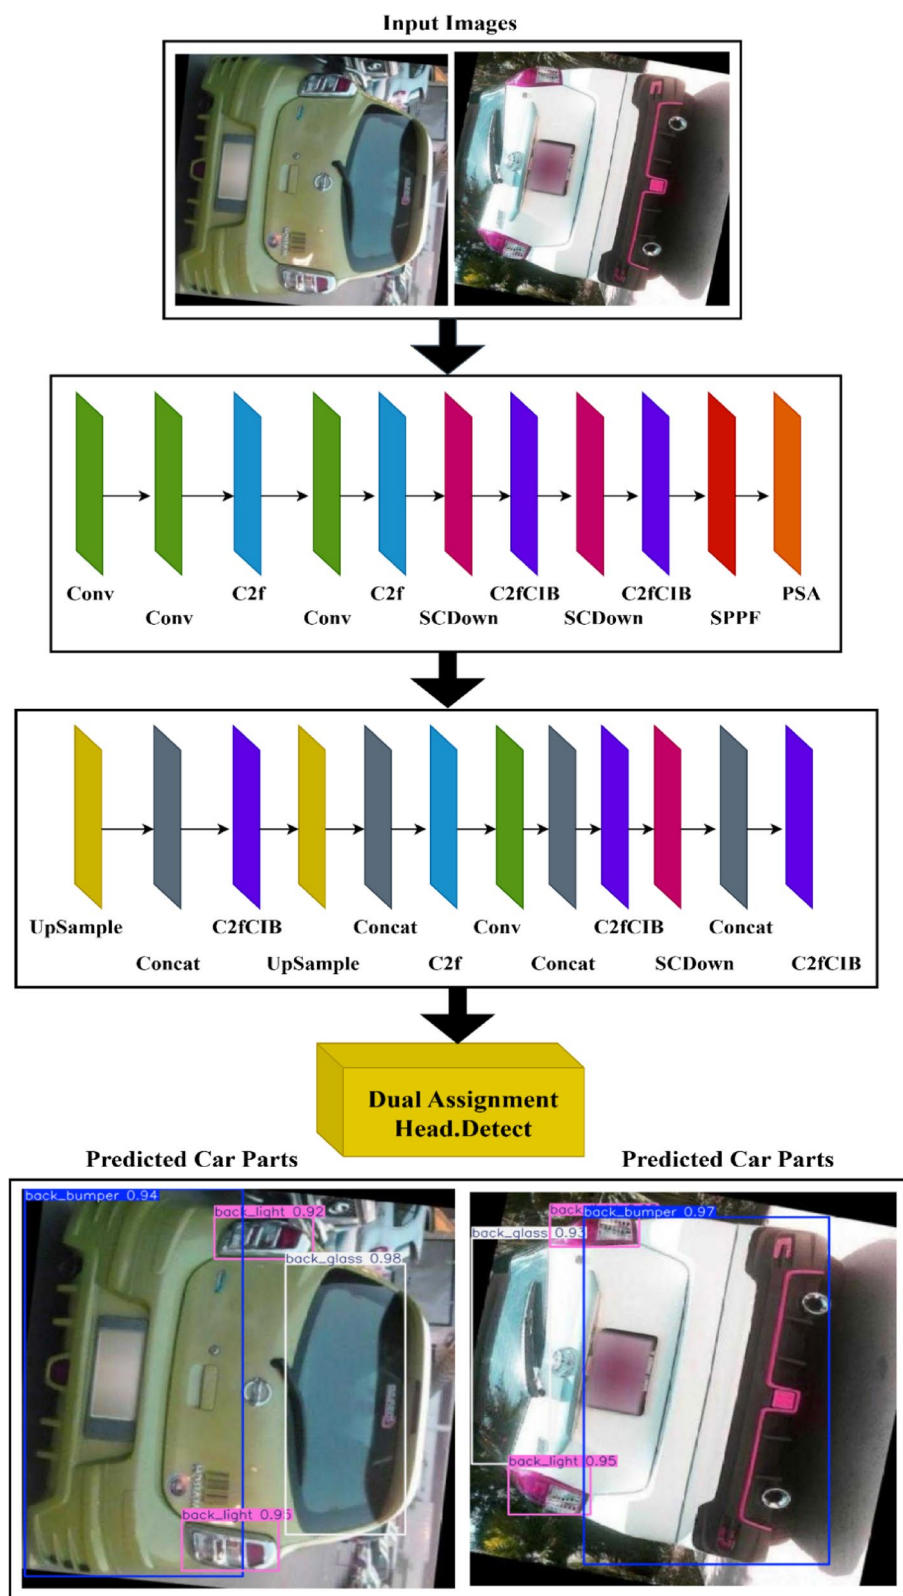 Input Images
Conv
C2f
C2f
C2fCIB
C2fCIB
PSA
Conv
Conv
SCDown
SCDown
SPPF
UpSample
C2fCIB
Concat
Conv
C2fCIB
Concat
Concat
UpSample
C2f
Concat
SCDown
C2fCIB
Dual Assignment
Head.Detect
Predicted Car Parts
Predicted Car Parts
back_bumper 0.94
back_light 0.92
back_glass 0.98
back_light 0.95
back
back_bumper 0.97
back_glass 0.93
back_light 0.95